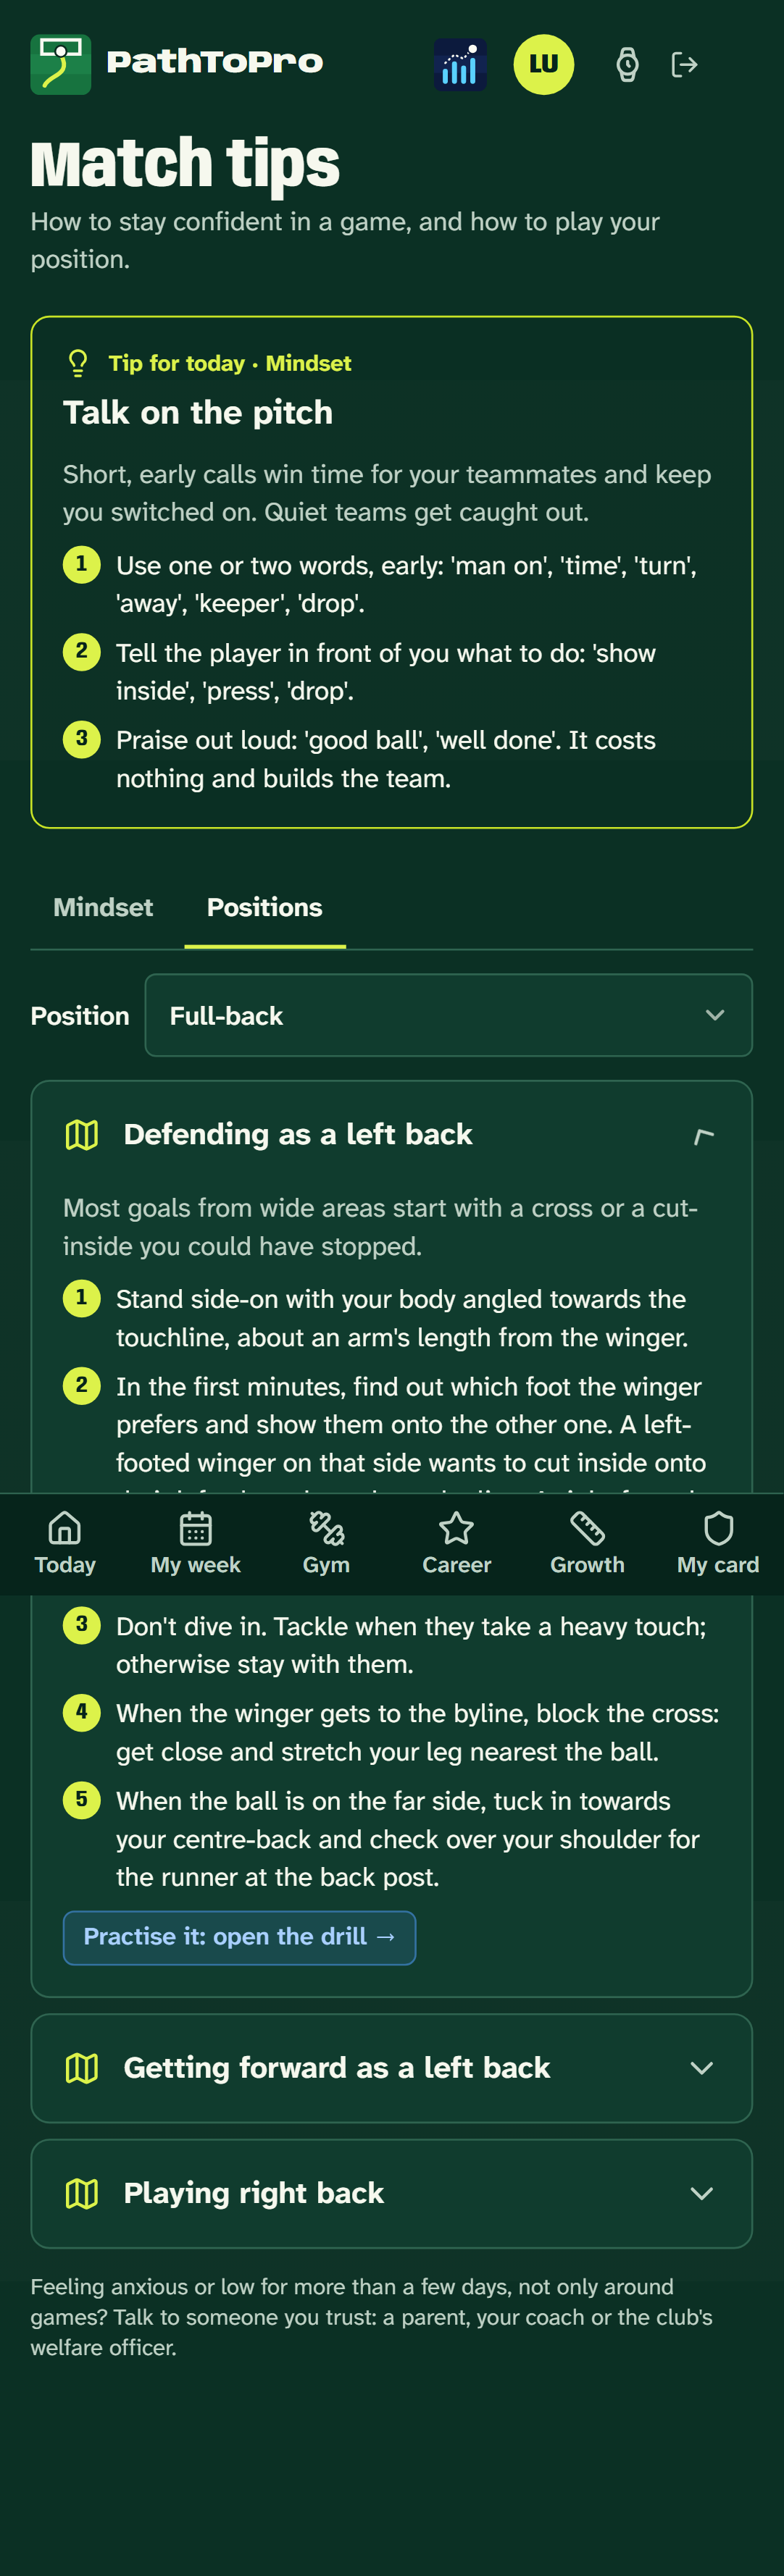 PathToPro
LU
Match tips
How to stay confident in a game, and how to play your
position.
Tip for today · Mindset
Talk on the pitch
Short, early calls win time for your teammates and keep
you switched on. Quiet teams get caught out.
1 Use one or two words, early: 'man on', 'time', 'turn',
'away', 'keeper', 'drop'.
2 Tell the player in front of you what to do: 'show
inside', 'press', 'drop'.
3 Praise out loud: 'good ball', 'well done'. It costs
nothing and builds the team.
Mindset Positions
Position Full-back
Defending as a left back
Most goals from wide areas start with a cross or a cut-
inside you could have stopped.
1 Stand side-on with your body angled towards the
touchline, about an arm's length from the winger.
2 In the first minutes, find out which foot the winger
prefers and show them onto the other one. A left-
footed winger on that side wants to cut inside onto
Today My week Gym Career Growth My card
3 Don't dive in. Tackle when they take a heavy touch;
otherwise stay with them.
4 When the winger gets to the byline, block the cross:
get close and stretch your leg nearest the ball.
5 When the ball is on the far side, tuck in towards
your centre-back and check over your shoulder for
the runner at the back post.
Practise it: open the drill →
Getting forward as a left back
Playing right back
Feeling anxious or low for more than a few days, not only around
games? Talk to someone you trust: a parent, your coach or the club's
welfare officer.